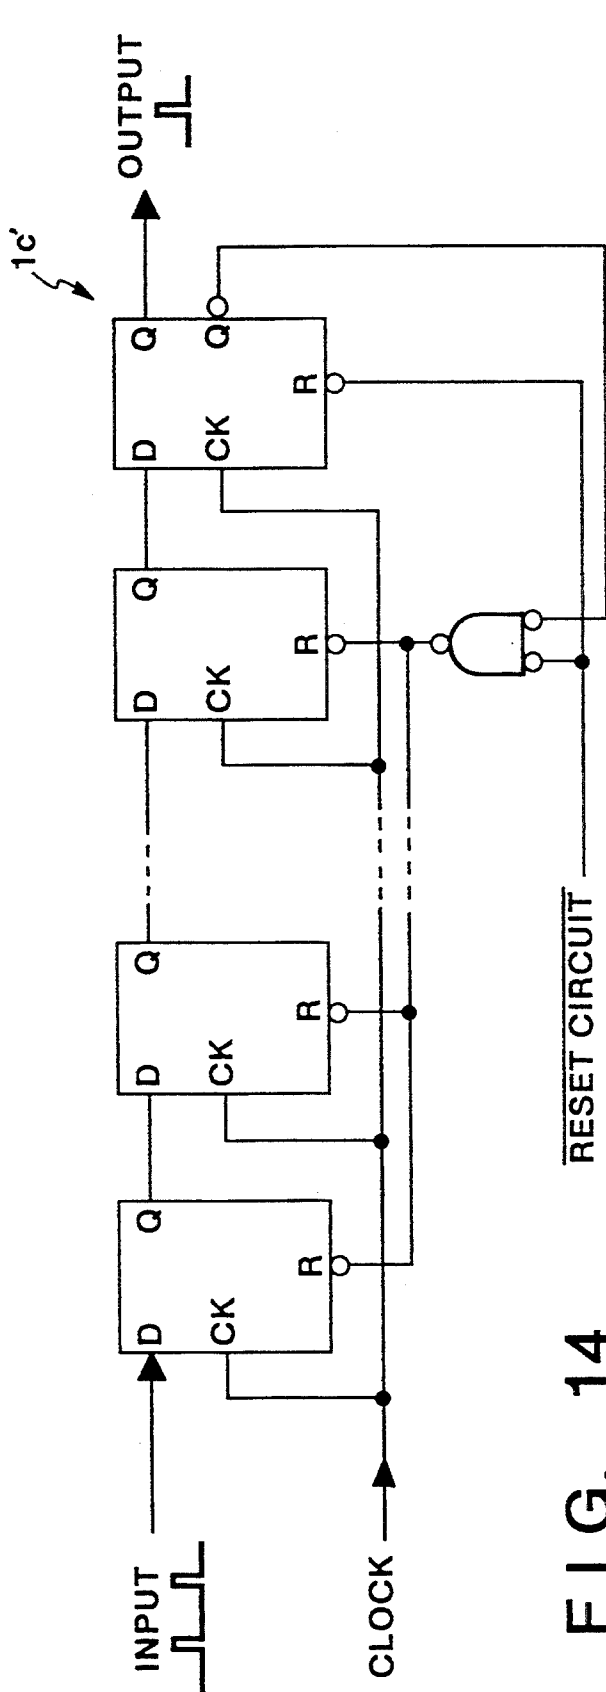 1c'
INPUT
OUTPUT
D Q
CK
R
D Q
CK
R
D Q
CK
R
D Q
CK Q
R
CLOCK
RESET CIRCUIT
FIG. 14